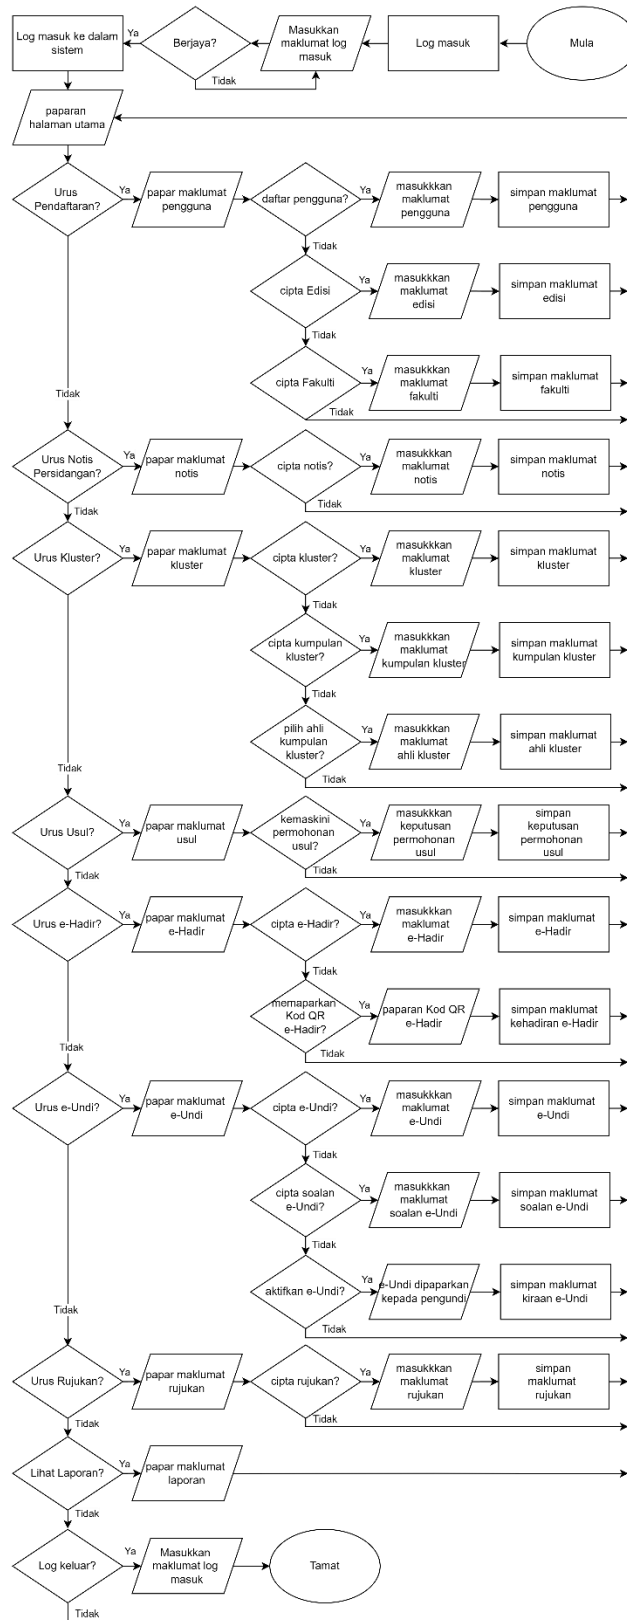 Log masuk ke dalam
sistem
Ya
Berjaya?
Tidak
Masukkan
maklumat log
masuk
Log masuk
Mula
paparan
halaman utama
Urus
Pendaftaran?
Ya
papar maklumat
pengguna
daftar pengguna?
Ya
masukkkan
maklumat
pengguna
simpan maklumat
pengguna
Tidak
cipta Edisi
Ya
masukkkan
maklumat
edisi
simpan maklumat
edisi
Tidak
cipta Fakulti
Ya
masukkkan
maklumat
fakulti
simpan maklumat
fakulti
Tidak
Tidak
Urus Notis
Persidangan?
Ya
papar maklumat
notis
cipta notis?
Ya
masukkkan
maklumat
notis
simpan maklumat
notis
Tidak
Tidak
Urus Kluster?
Ya
papar maklumat
kluster
cipta kluster?
Ya
masukkkan
maklumat
kluster
simpan maklumat
kluster
Tidak
cipta kumpulan
kluster?
Ya
masukkkan
maklumat
kumpulan kluster
simpan maklumat
kumpulan kluster
Tidak
pilih ahli
kumpulan
kluster?
Ya
masukkkan
maklumat
ahli kluster
simpan maklumat
ahli kluster
Tidak
Tidak
Urus Usul?
Ya
papar maklumat
usul
kemaskini
permohonan
usul?
Ya
masukkkan
keputusan
permohonan
usul
simpan
keputusan
permohonan
usul
Tidak
Tidak
Urus e-Hadir?
Ya
papar maklumat
e-Hadir
cipta e-Hadir?
Ya
masukkkan
maklumat
e-Hadir
simpan maklumat
e-Hadir
Tidak
memaparkan
Kod QR
e-Hadir?
Ya
paparan Kod QR
e-Hadir
simpan maklumat
kehadiran e-Hadir
Tidak
Tidak
Urus e-Undi?
Ya
papar maklumat
e-Undi
cipta e-Undi?
Ya
masukkkan
maklumat
e-Undi
simpan maklumat
e-Undi
Tidak
cipta soalan
e-Undi?
Ya
masukkkan
maklumat
soalan e-Undi
simpan maklumat
soalan e-Undi
Tidak
aktifkan e-Undi?
Ya
e-Undi dipaparkan
kepada pengundi
simpan maklumat
kiraan e-Undi
Tidak
Tidak
Urus Rujukan?
Ya
papar maklumat
rujukan
cipta rujukan?
Ya
masukkkan
maklumat
rujukan
simpan
maklumat
rujukan
Tidak
Tidak
Lihat Laporan?
Ya
papar maklumat
laporan
Tidak
Log keluar?
Ya
Masukkan
maklumat log
masuk
Tamat
Tidak